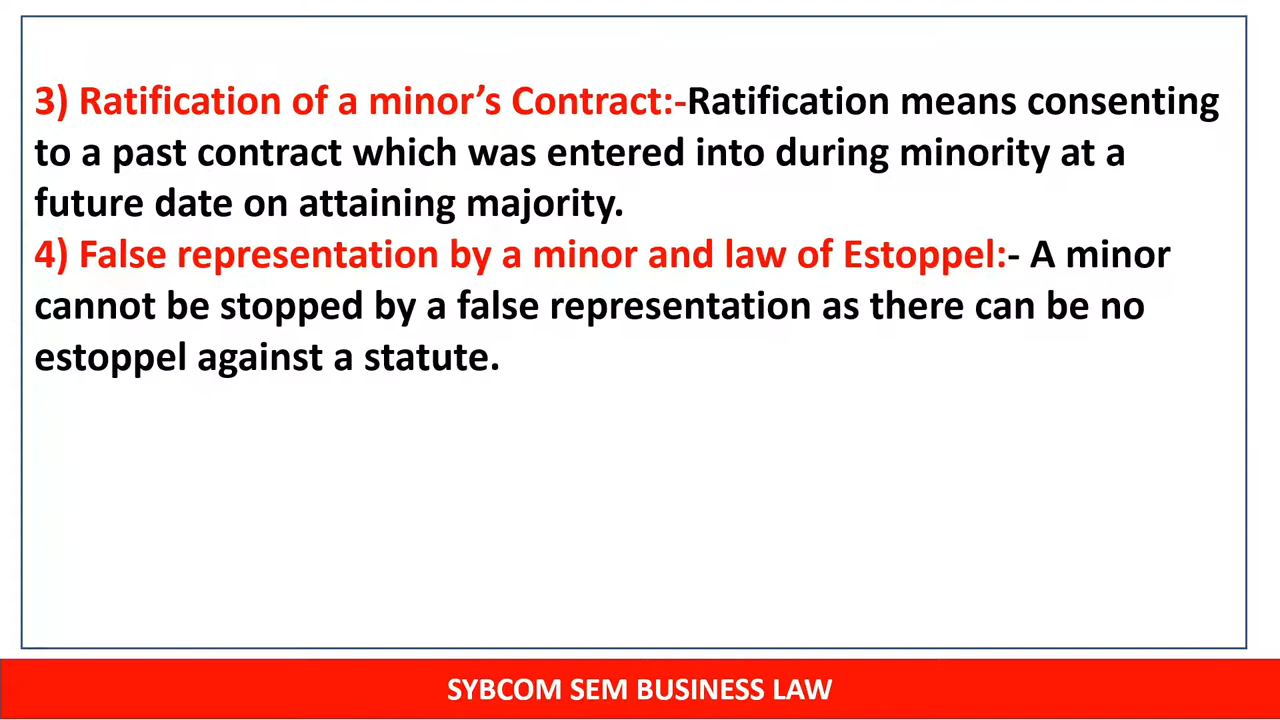 3) Ratification of a minor’s Contract:-Ratification means consenting
to a past contract which was entered into during minority at a
future date on attaining majority.
4) False representation by a minor and law of Estoppel:- A minor
cannot be stopped by a false representation as there can be no
estoppel against a statute.
SYBCOM SEM BUSINESS LAW